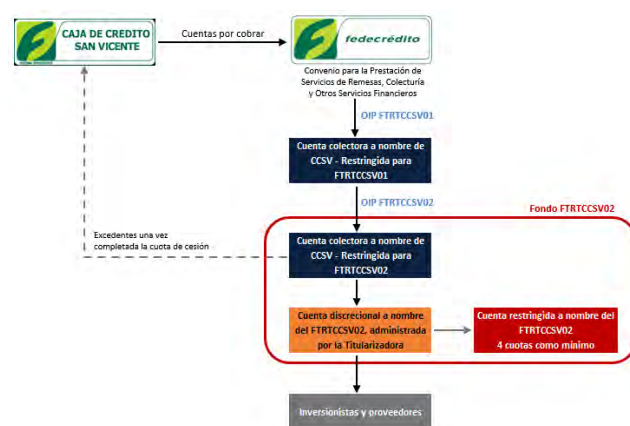 CAJA DE CREDITO
SAN VICENTE
Cuentas por cobrar
fedecrédito
Convenio para la Prestación de
Servicios de Remesas, Colecturía
y Otros Servicios Financieros
OIP FTRTCCSV01
Cuenta colectora a nombre de
CCSV - Restringida para
FTRTCCSV01
OIP FTRTCCSV02
Fondo FTRTCCSV02
Excedentes una vez
completada la cuota de cesión
Cuenta colectora a nombre de
CCSV - Restringida para
FTRTCCSV02
Cuenta discrecional a nombre
del FTRTCCSV02, administrada
por la Titularizadora
Cuenta restringida a nombre del
FTRTCCSV02
4 cuotas como mínimo
Inversionistas y proveedores